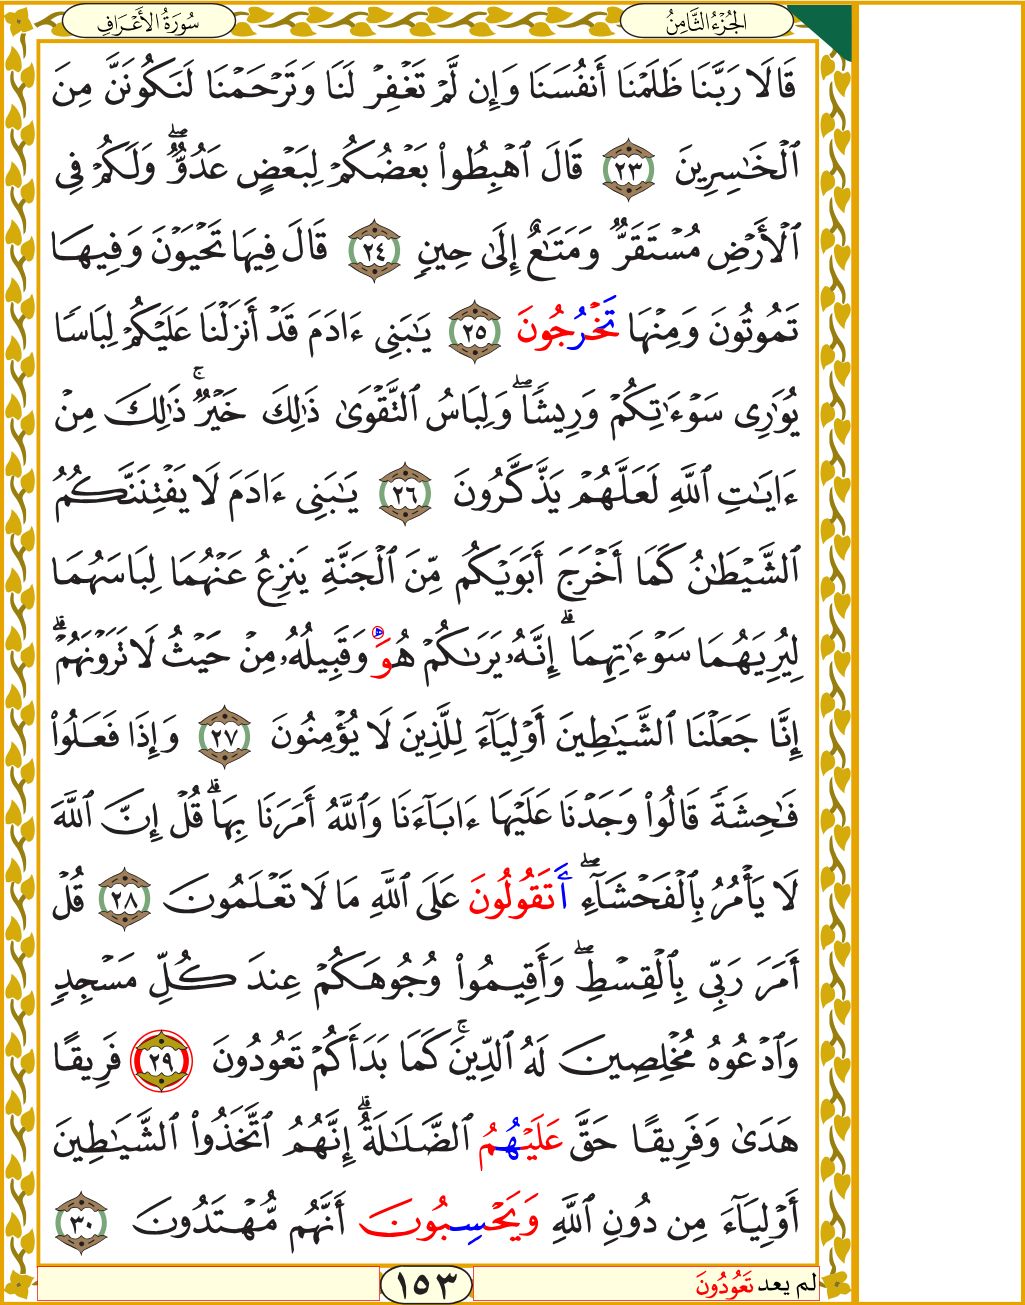 الجُزْءُ الثَّامِنُ
سُورَةُ الأَعْرَافِ
قَالَا رَبَّنَا ظَلَمْنَا أَنفُسَنَا وَإِن لَّمْ تَغْفِرْ لَنَا وَتَرْحَمْنَا لَنَكُونَنَّ مِنَ
ٱلْخَٰسِرِينَ ٢٣ قَالَ ٱهْبِطُوا۟ بَعْضُكُمْ لِبَعْضٍ عَدُوٌّ ۖ وَلَكُمْ فِى
ٱلْأَرْضِ مُسْتَقَرٌّ وَمَتَٰعٌ إِلَىٰ حِينٍ ٢٤ قَالَ فِيهَا تَحْيَوْنَ وَفِيهَا
تَمُوتُونَ وَمِنْهَا تَخْرُجُونَ ٢٥ يَٰبَنِى ءَادَمَ قَدْ أَنزَلْنَا عَلَيْكُمْ لِبَاسًا
يُوَٰرِى سَوْءَٰتِكُمْ وَرِيشًا ۖ وَلِبَاسُ ٱلتَّقْوَىٰ ذَٰلِكَ خَيْرٌ ۚ ذَٰلِكَ مِنْ
ءَايَٰتِ ٱللَّهِ لَعَلَّهُمْ يَذَّكَّرُونَ ٢٦ يَٰبَنِى ءَادَمَ لَا يَفْتِنَنَّكُمُ
ٱلشَّيْطَٰنُ كَمَا أَخْرَجَ أَبَوَيْكُم مِّنَ ٱلْجَنَّةِ يَنزِعُ عَنْهُمَا لِبَاسَهُمَا
لِيُرِيَهُمَا سَوْءَٰتِهِمَا ۗ إِنَّهُۥ يَرَىٰكُمْ هُوَ وَقَبِيلُهُۥ مِنْ حَيْثُ لَا تَرَوْنَهُمْ ۗ
إِنَّا جَعَلْنَا ٱلشَّيَٰطِينَ أَوْلِيَآءَ لِلَّذِينَ لَا يُؤْمِنُونَ ٢٧ وَإِذَا فَعَلُوا۟
فَٰحِشَةً قَالُوا۟ وَجَدْنَا عَلَيْهَا ءَابَآءَنَا وَٱللَّهُ أَمَرَنَا بِهَا ۗ قُلْ إِنَّ ٱللَّهَ
لَا يَأْمُرُ بِٱلْفَحْشَآءِ ۖ أَتَقُولُونَ عَلَى ٱللَّهِ مَا لَا تَعْلَمُونَ ٢٨ قُلْ
أَمَرَ رَبِّى بِٱلْقِسْطِ ۖ وَأَقِيمُوا۟ وُجُوهَكُمْ عِندَ كُلِّ مَسْجِدٍ
وَٱدْعُوهُ مُخْلِصِينَ لَهُ ٱلدِّينَ ۚ كَمَا بَدَأَكُمْ تَعُودُونَ ٢٩ فَرِيقًا
هَدَىٰ وَفَرِيقًا حَقَّ عَلَيْهُمُ ٱلضَّلَٰلَةُ ۗ إِنَّهُمُ ٱتَّخَذُوا۟ ٱلشَّيَٰطِينَ
أَوْلِيَآءَ مِن دُونِ ٱللَّهِ وَيَحْسِبُونَ أَنَّهُم مُّهْتَدُونَ ٣٠
لم يعد تَعُودُونَ
١٥٣